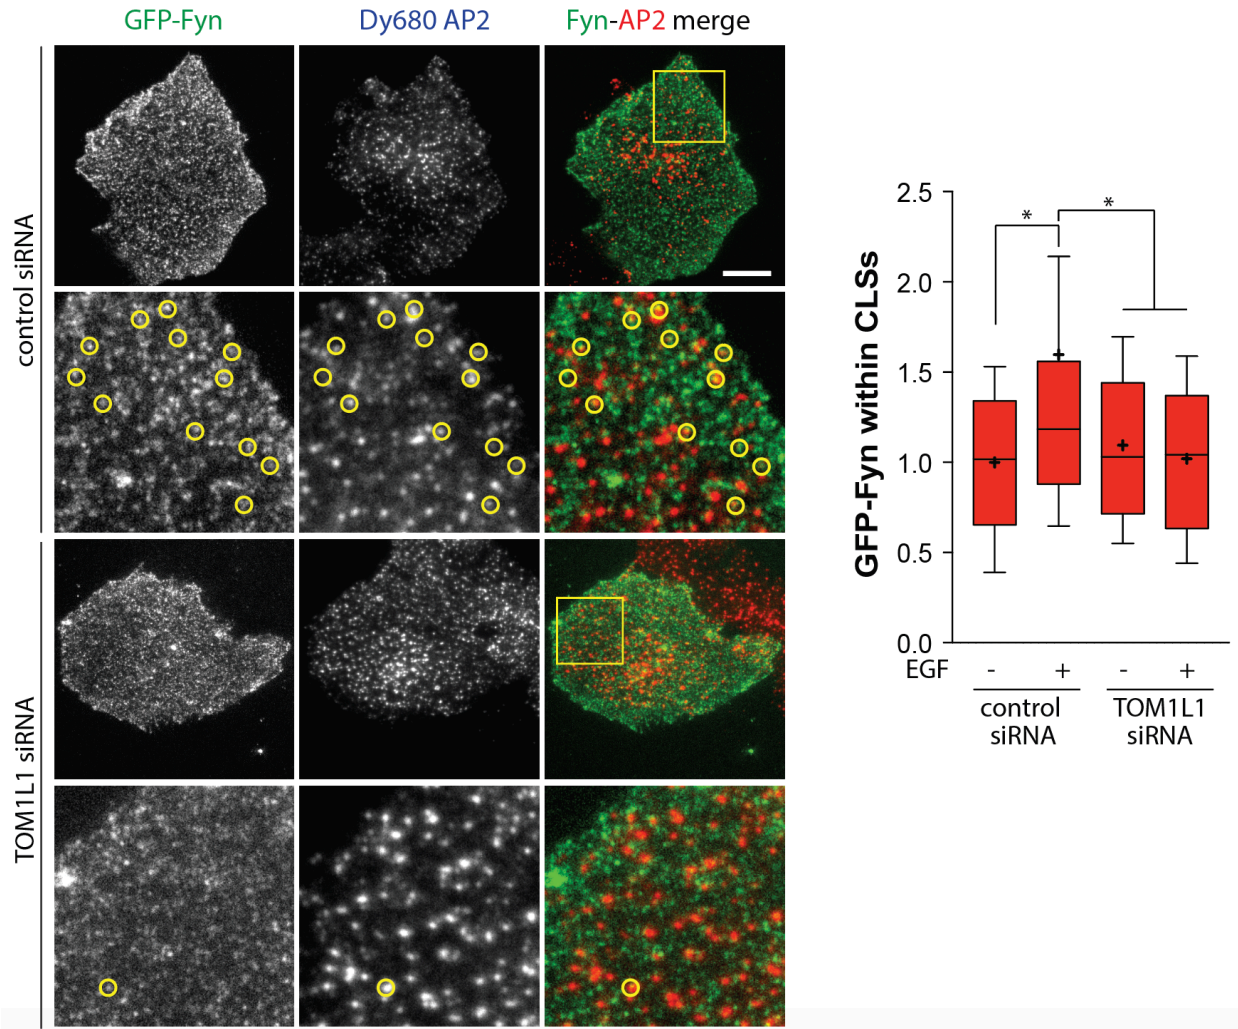 GFP-Fyn
Dy680 AP2
Fyn-AP2 merge
control siRNA
TOM1L1 siRNA
GFP-Fyn within CLSs
2.5
2.0
1.5
1.0
0.5
0.0
*
*
EGF - + - +
control siRNA
TOM1L1 siRNA